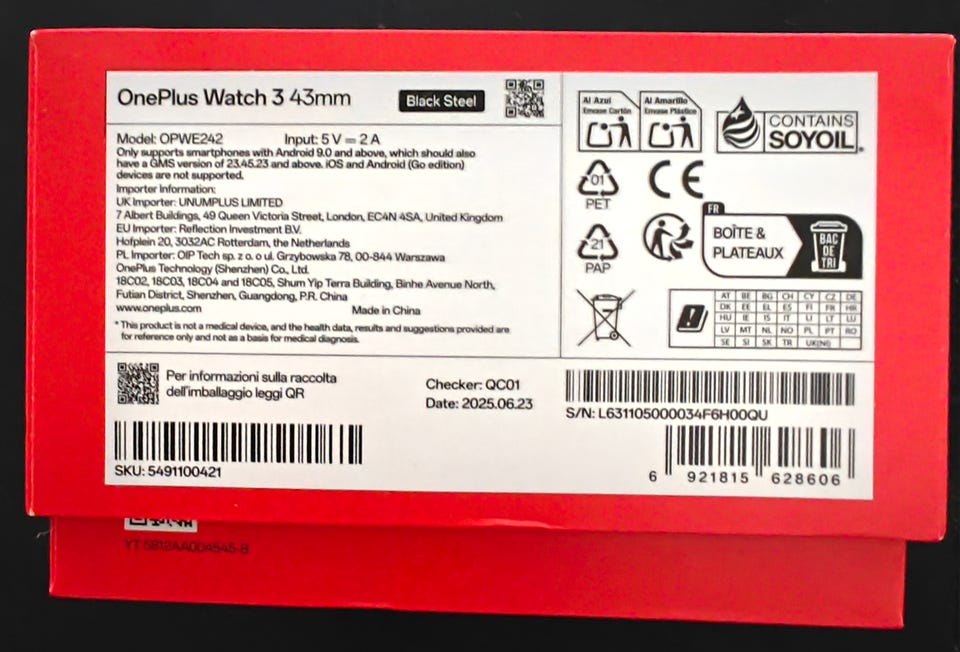 OnePlus Watch 3 43mm
Black Steel
Model: OPWE242 Input: 5 V⎓2 A
Only supports smartphones with Android 9.0 and above, which should also
have a GMS version of 23.45.23 and above. iOS and Android (Go edition)
devices are not supported.
Importer Information:
UK Importer: UNUMPLUS LIMITED
7 Albert Buildings, 49 Queen Victoria Street, London, EC4N 4SA, United Kingdom
EU Importer: Reflection Investment B.V.
Hofplein 20, 3032AC Rotterdam, the Netherlands
PL Importer: OIP Tech sp. z o. o ul. Grzybowska 78, 00-844 Warszawa
OnePlus Technology (Shenzhen) Co., Ltd.
18C02, 18C03, 18C04 and 18C05, Shum Yip Terra Building, Binhe Avenue North,
Futian District, Shenzhen, Guangdong, P.R. China
www.oneplus.com Made in China
* This product is not a medical device, and the health data, results and suggestions provided are
for reference only and not as a basis for medical diagnosis.
Al Azul
Envase Cartón
Al Amarillo
Envase Plástico
CONTAINS
SOYOIL
01
PET
CE
21
PAP
FR
BOÎTE &
PLATEAUX
BAC
DE
TRI
AT BE BG CH CY CZ DE
DK EE EL ES FI FR HR
HU IE IS IT LI LT LU
LV MT NL NO PL PT RO
SE SI SK TR UK(NI)
Per informazioni sulla raccolta
dell'imballaggio leggi QR
Checker: QC01
Date: 2025.06.23
S/N: L631105000034F6H00QU
SKU: 5491100421
6 921815 628606
YT 5812AA0D4545-B